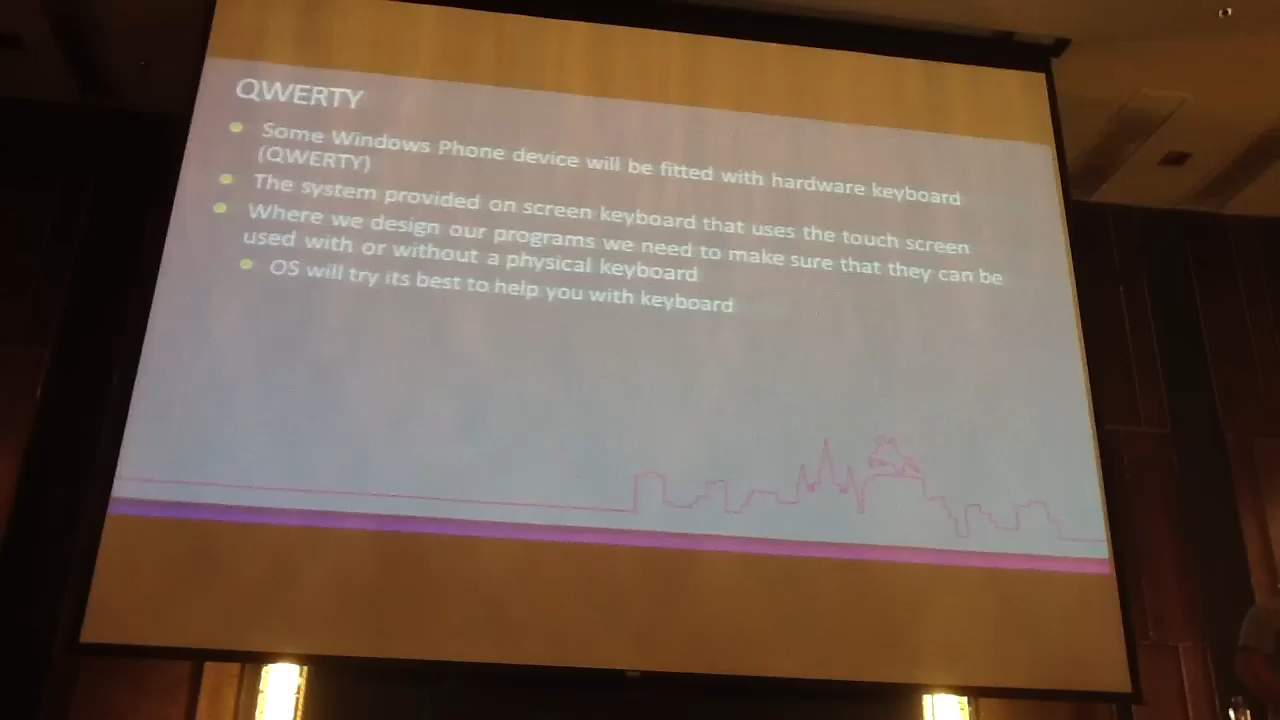 QWERTY
Some Windows Phone device will be fitted with hardware keyboard
(QWERTY)
The system provided on screen keyboard that uses the touch screen
Where we design our programs we need to make sure that they can be
used with or without a physical keyboard
OS will try its best to help you with keyboard